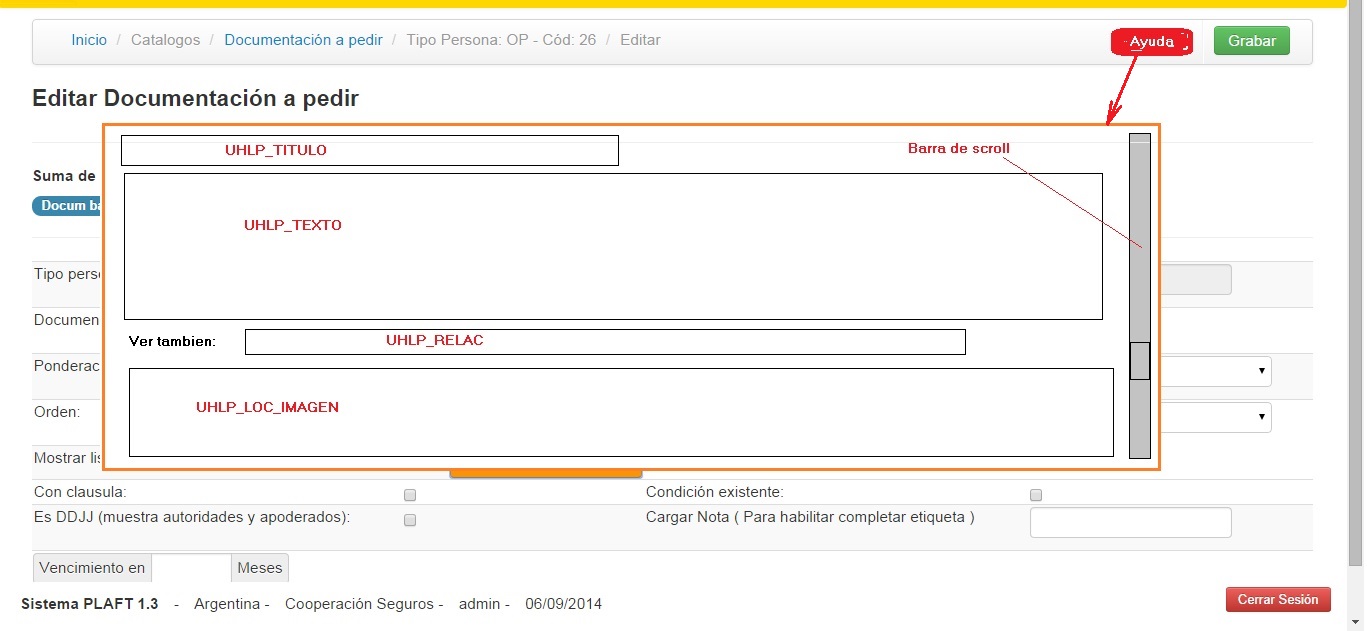 Inicio / Catalogos / Documentación a pedir / Tipo Persona: OP - Cód: 26 / Editar
Ayuda
Grabar
Editar Documentación a pedir
UHLP_TITULO
Barra de scroll
Suma de
Docum ba
UHLP_TEXTO
Tipo perso
Documen
Ver tambien:
UHLP_RELAC
Ponderac
UHLP_LOC_IMAGEN
Orden:
Mostrar lis
Con clausula:
Condición existente:
Es DDJJ (muestra autoridades y apoderados):
Cargar Nota ( Para habilitar completar etiqueta )
Vencimiento en
Meses
Sistema PLAFT 1.3 - Argentina - Cooperación Seguros - admin - 06/09/2014
Cerrar Sesión